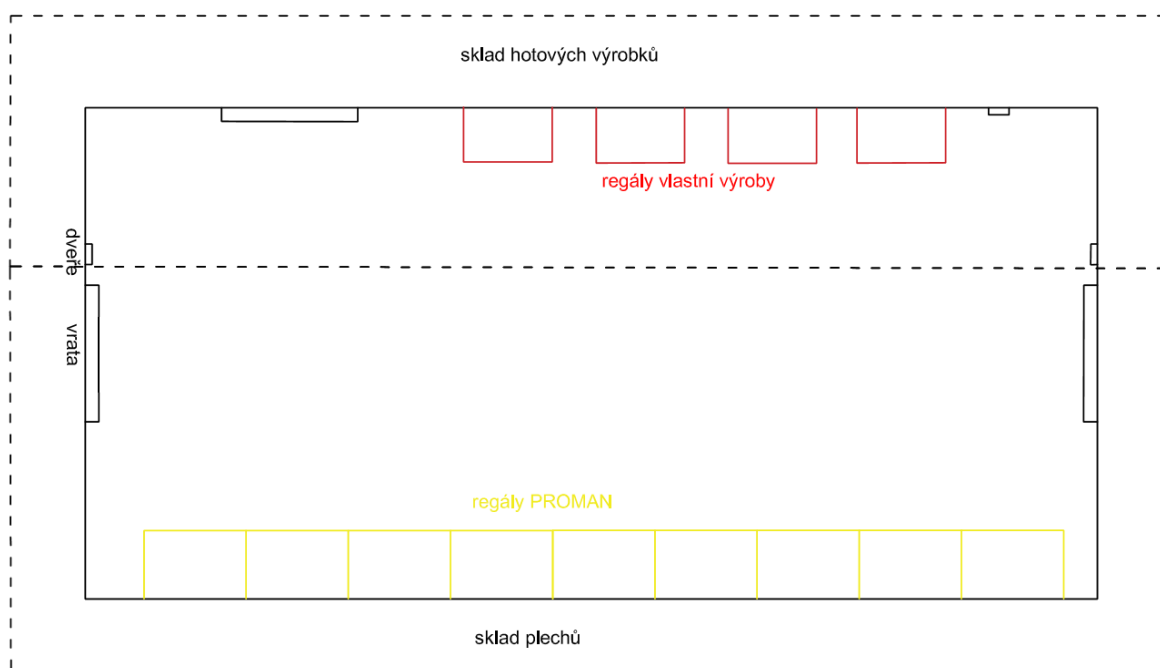 sklad hotových výrobků
regály vlastní výroby
dveře
vrata
regály PROMAN
sklad plechů